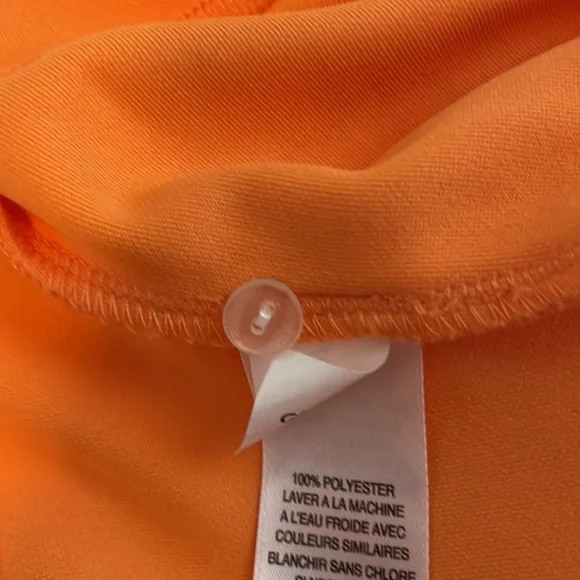 100% POLYESTER
LAVER A LA MACHINE
A L'EAU FROIDE AVEC
COULEURS SIMILAIRES
BLANCHIR SANS CHLORE